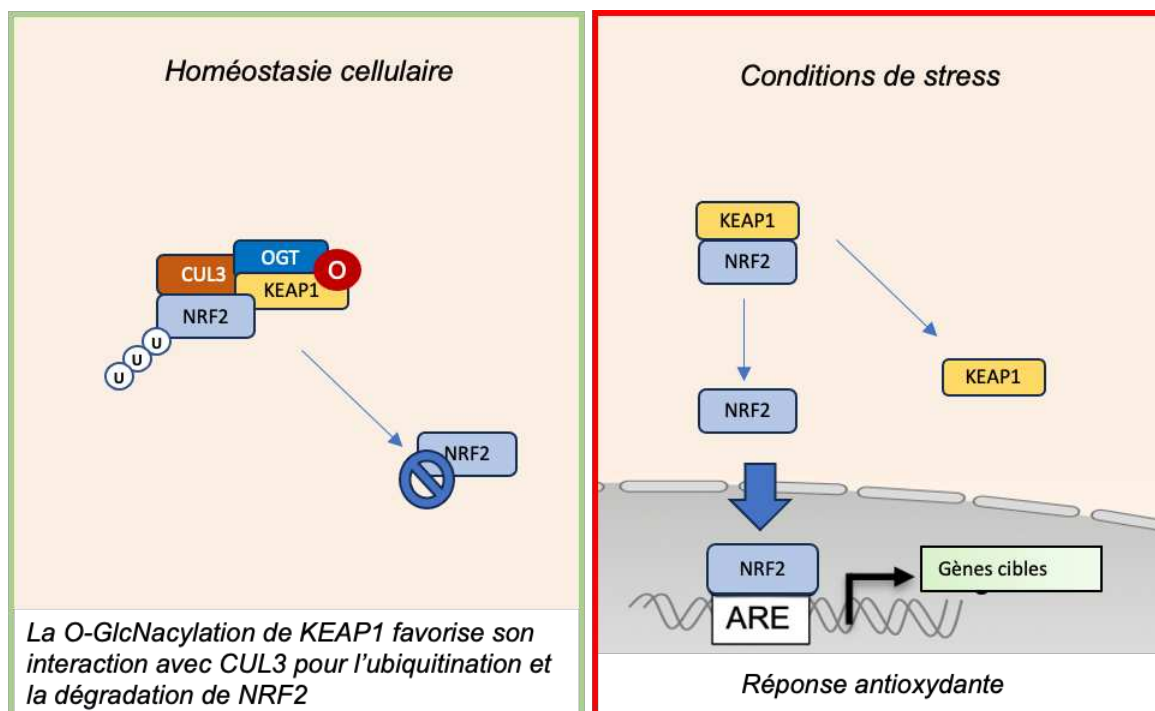 Homéostasie cellulaire
OGT
CUL3
O
KEAP1
NRF2
U
U
U
NRF2
La O-GlcNacylation de KEAP1 favorise son
interaction avec CUL3 pour l'ubiquitination et
la dégradation de NRF2
Conditions de stress
KEAP1
NRF2
KEAP1
NRF2
NRF2
Gènes cibles
ARE
Réponse antioxydante